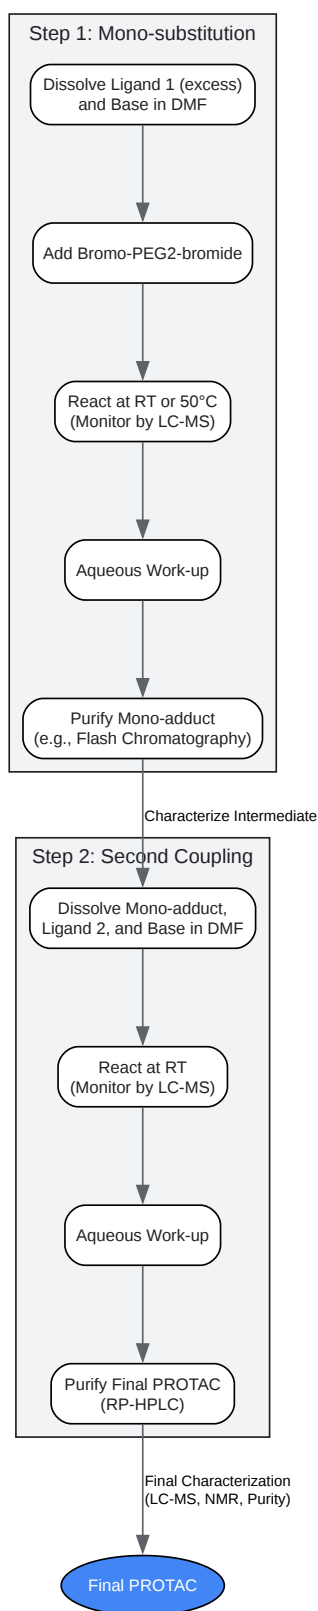 Step 1: Mono-substitution
Dissolve Ligand 1 (excess)
and Base in DMF
Add Bromo-PEG2-bromide
React at RT or 50°C
(Monitor by LC-MS)
Aqueous Work-up
Purify Mono-adduct
(e.g., Flash Chromatography)
Characterize Intermediate
Step 2: Second Coupling
Dissolve Mono-adduct,
Ligand 2, and Base in DMF
React at RT
(Monitor by LC-MS)
Aqueous Work-up
Purify Final PROTAC
(RP-HPLC)
Final Characterization
(LC-MS, NMR, Purity)
Final PROTAC